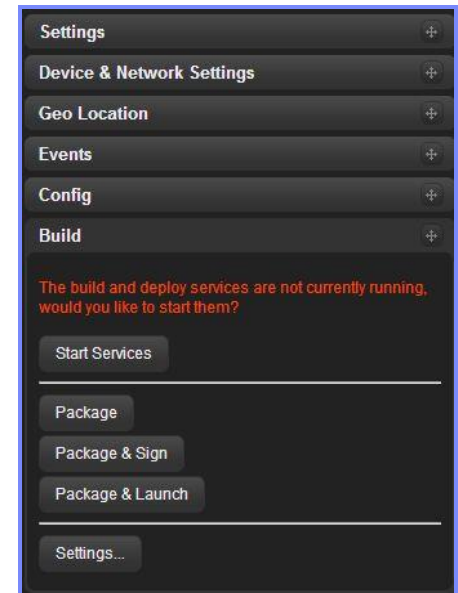 Settings
Device & Network Settings
Geo Location
Events
Config
Build
The build and deploy services are not currently running,
would you like to start them?
Start Services
Package
Package & Sign
Package & Launch
Settings...